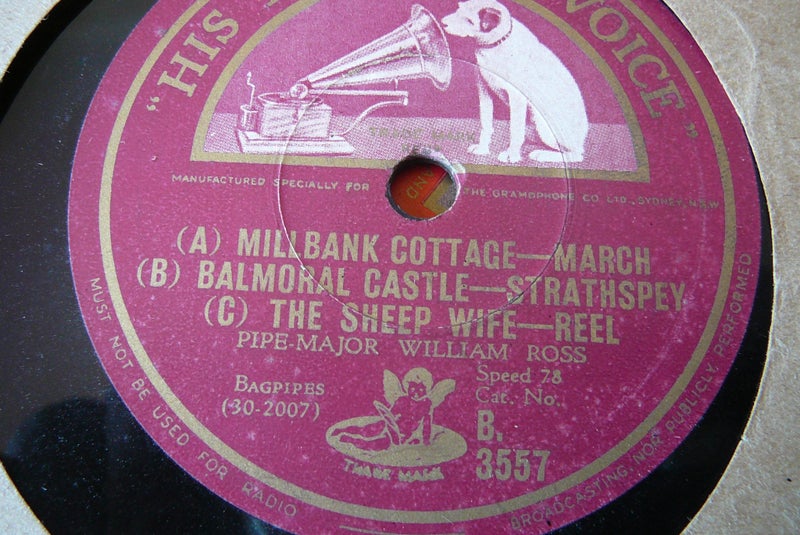 "HIS VOICE"
TRADE MARK
MANUFACTURED SPECIALLY FOR THE GRAMOPHONE CO LTD., SYDNEY, N.S.W
(A) MILLBANK COTTAGE—MARCH
(B) BALMORAL CASTLE—STRATHSPEY
(C) THE SHEEP WIFE—REEL
PIPE-MAJOR WILLIAM ROSS
BAGPIPES
(30-2007)
Speed 78
Cat. No.
B.
3557
TRADE MARK
MUST NOT BE USED FOR RADIO BROADCASTING, NOR PUBLICLY PERFORMED